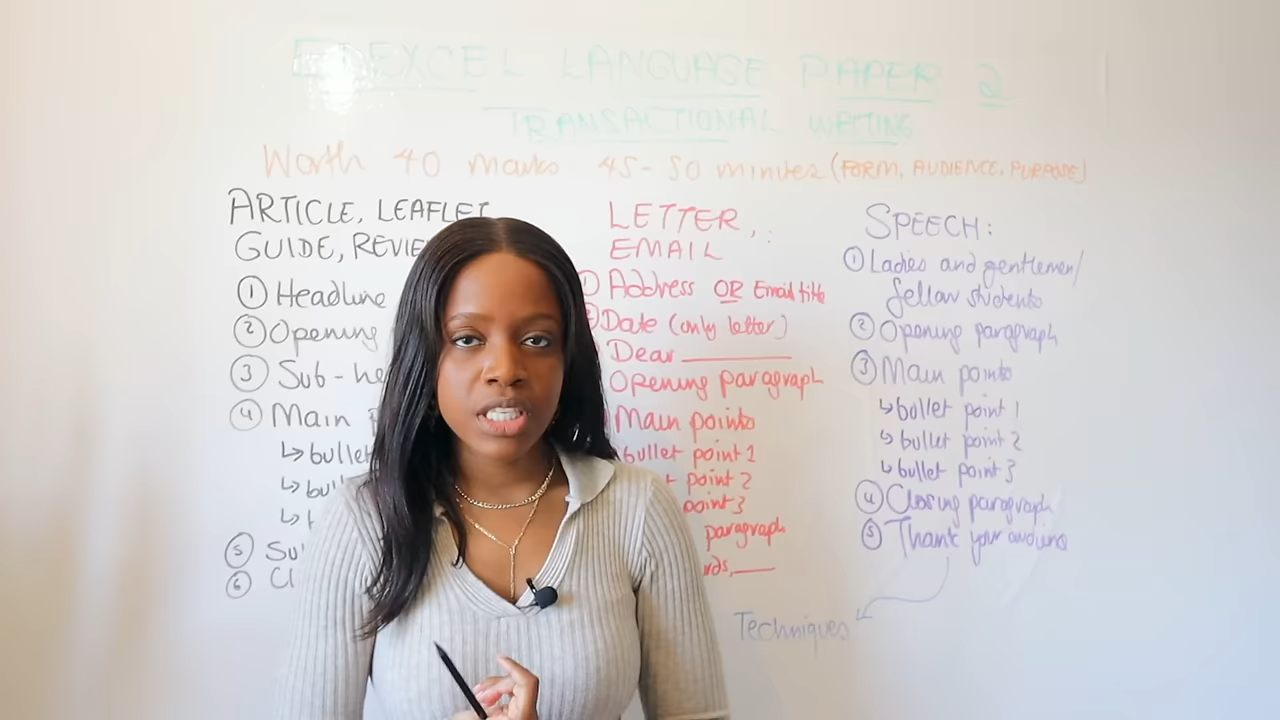 EDEXCEL LANGUAGE PAPER 2
TRANSACTIONAL WRITING
Worth 40 marks 45-50 minutes (FORM, AUDIENCE, PURPOSE)
ARTICLE, LEAFLET
GUIDE, REVIE
① Headline
② Opening
③ Sub-he
④ Main
↳ bullet
↳ bul
↳ b
⑤ Su
⑥ Cl
LETTER,
EMAIL
Address OR Email title
Date (only letter)
Dear
Opening paragraph
Main points
bullet point 1
point 2
point 3
paragraph
rds,
SPEECH:
① Ladies and gentlemen/
fellow students
② Opening paragraph
③ Main points
↳ bullet point 1
↳ bullet point 2
↳ bullet point 3
④ Closing paragraph
⑤ Thank your audience
Techniques